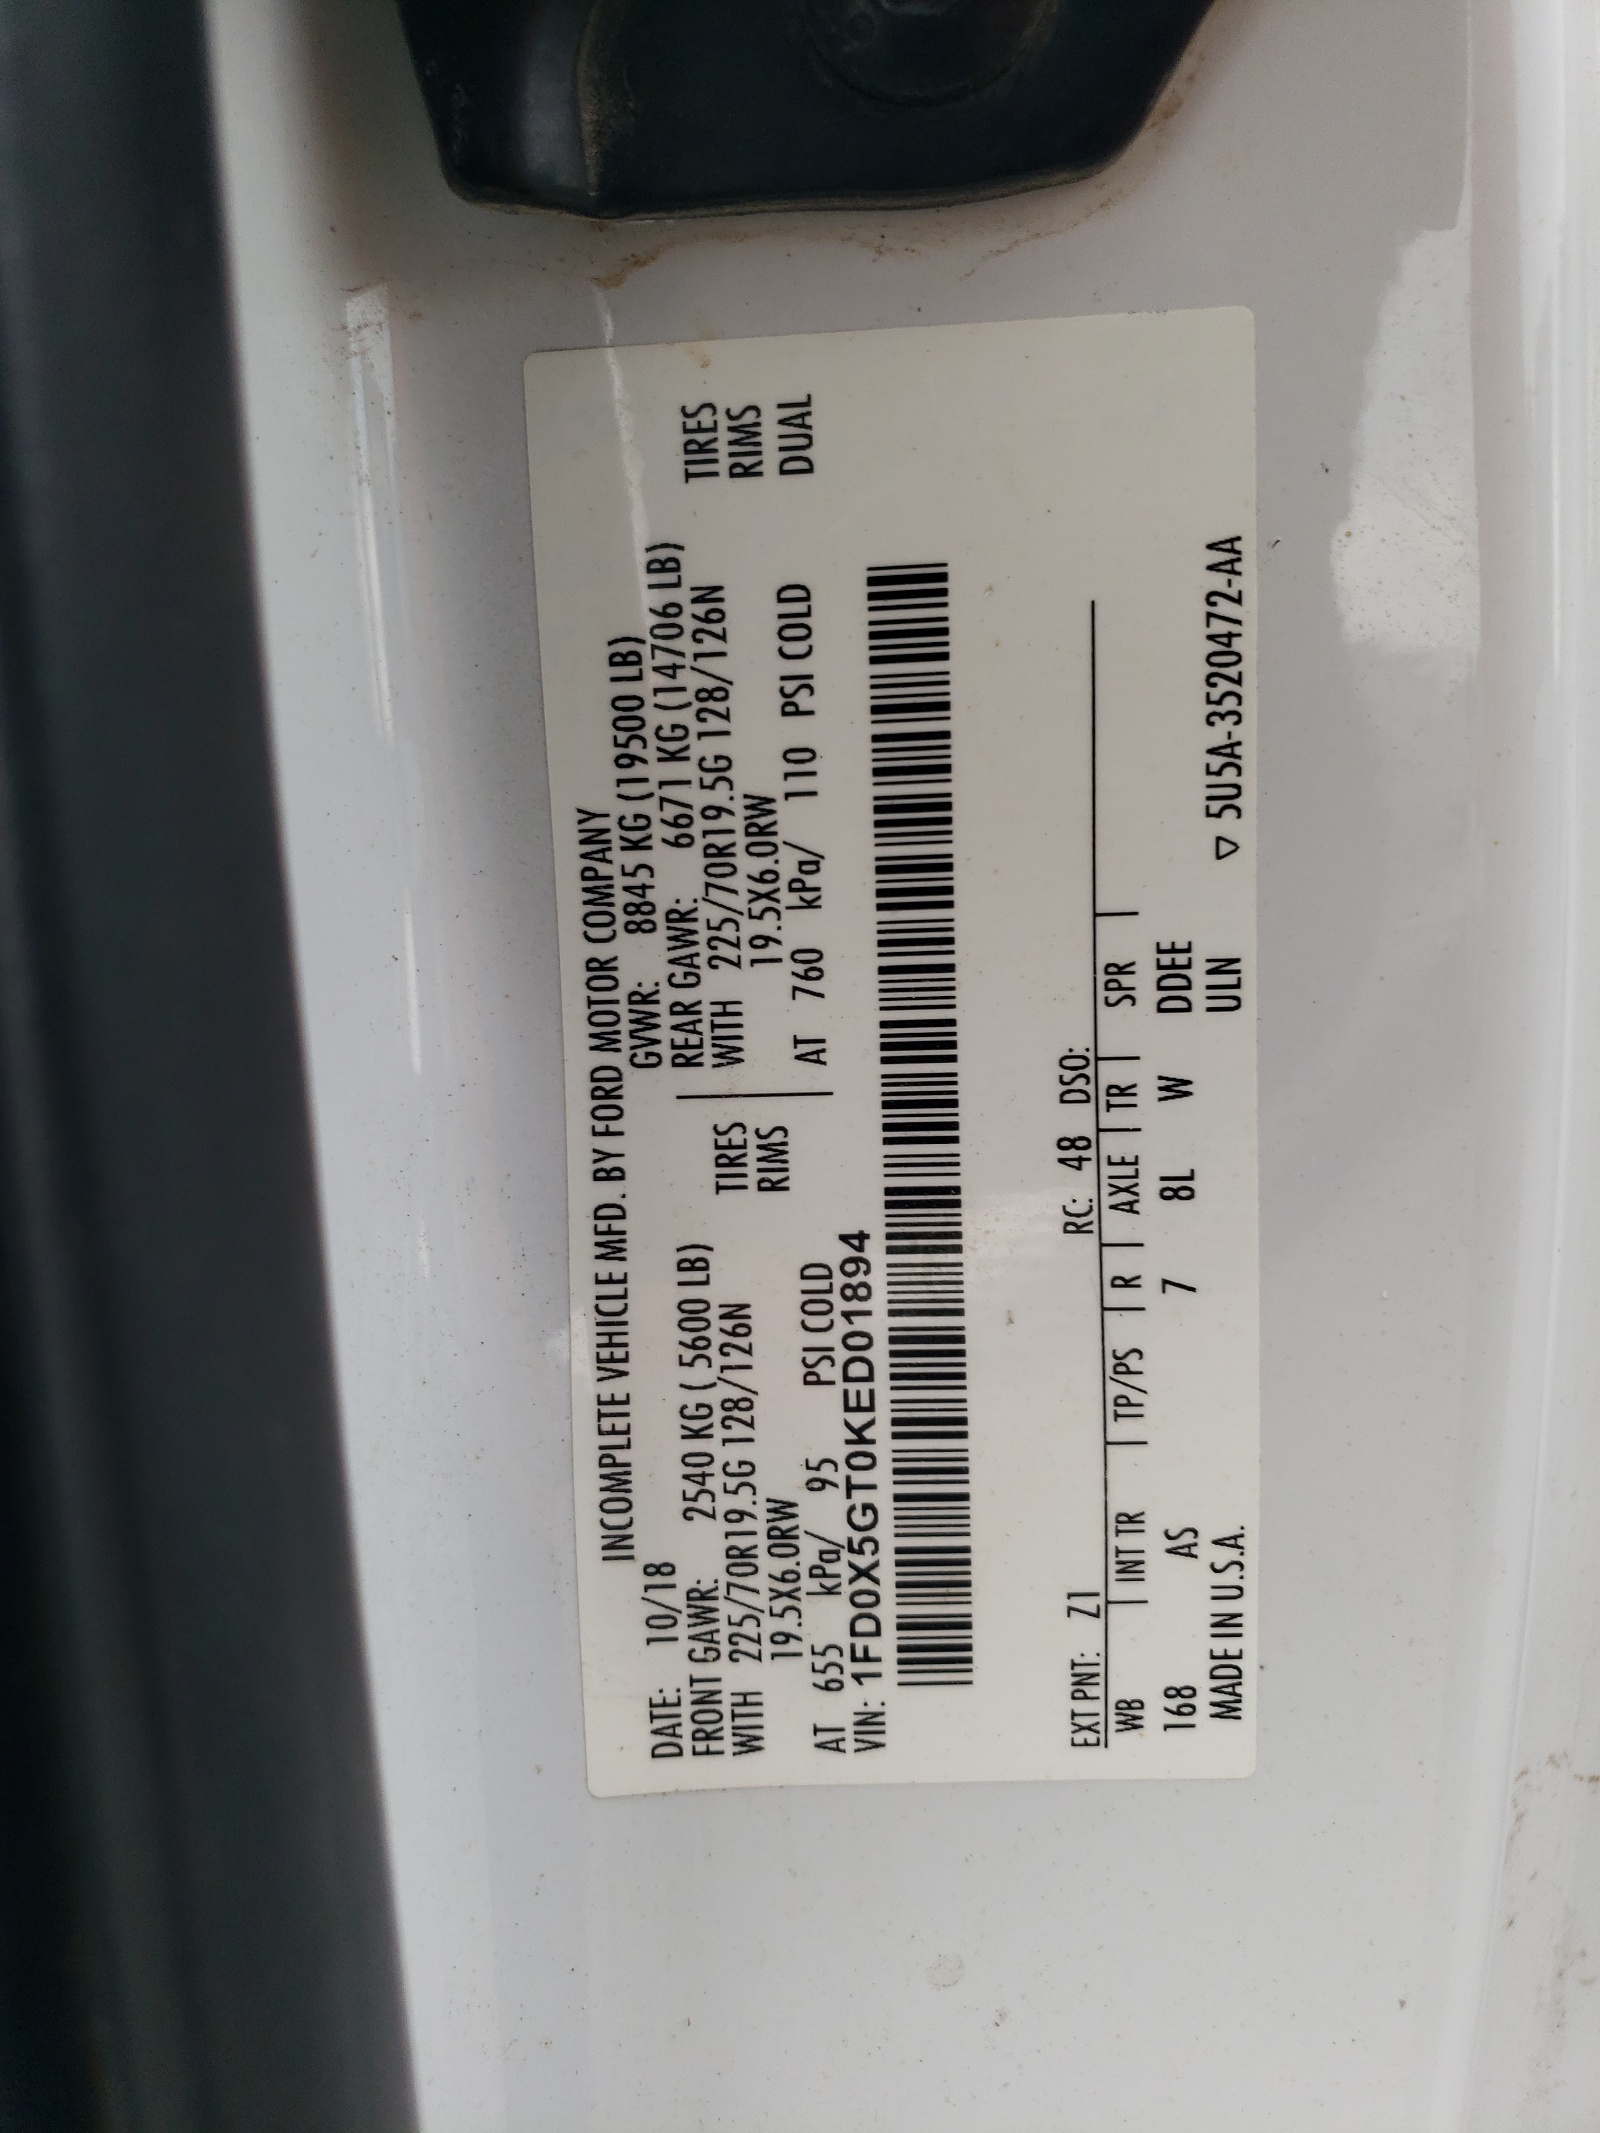 INCOMPLETE VEHICLE MFD. BY FORD MOTOR COMPANY
DATE: 10/18 GVWR: 8845 KG (19500 LB)
FRONT GAWR: 2540 KG ( 5600 LB) REAR GAWR: 6671 KG (14706 LB)
WITH 225/70R19.5G 128/126N TIRES WITH 225/70R19.5G 128/126N TIRES
19.5X6.0RW RIMS 19.5X6.0RW RIMS
AT 655 kPa/ 95 PSI COLD AT 760 kPa/ 110 PSI COLD DUAL
VIN: 1FD0X5GT0KED01894
EXT PNT: Z1 RC: 48 DSO:
WB | INT TR | TP/PS | R | AXLE | TR | SPR |
168 AS 7 8L W DDEE
MADE IN U.S.A. ULN ▽ 5U5A-3520472-AA